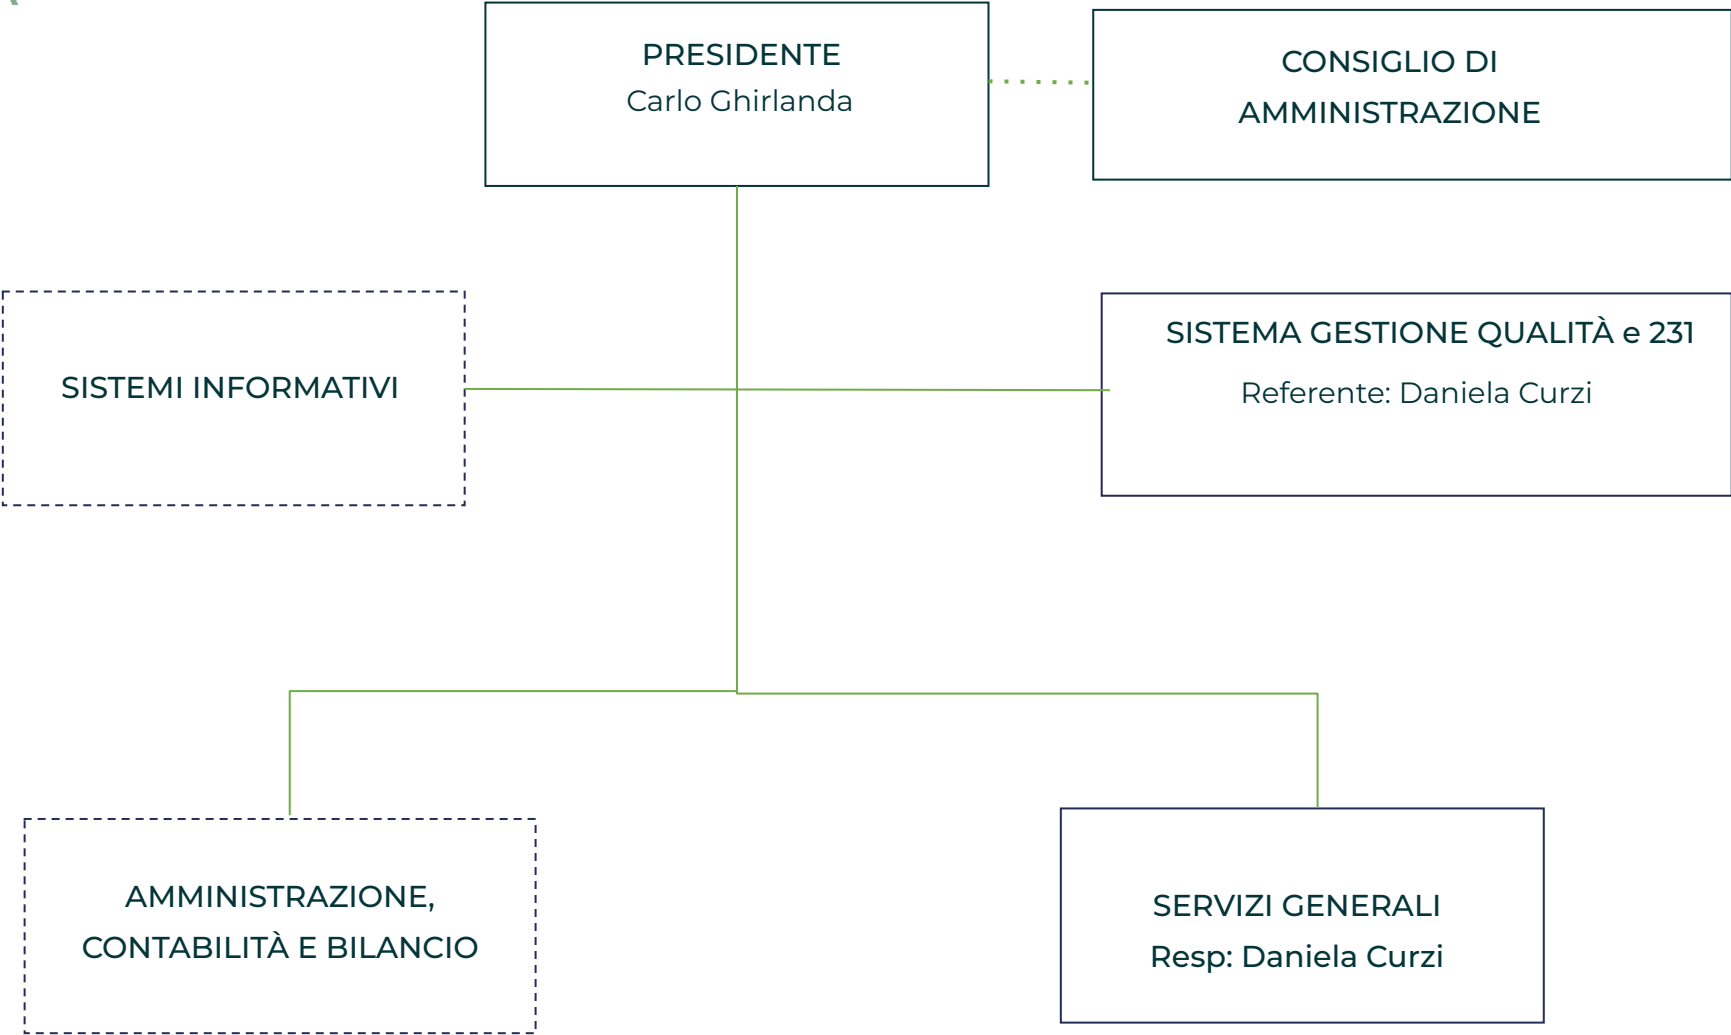 PRESIDENTE
Carlo Ghirlanda
CONSIGLIO DI
AMMINISTRAZIONE
SISTEMI INFORMATIVI
SISTEMA GESTIONE QUALITÀ e 231
Referente: Daniela Curzi
AMMINISTRAZIONE,
CONTABILITÀ E BILANCIO
SERVIZI GENERALI
Resp: Daniela Curzi